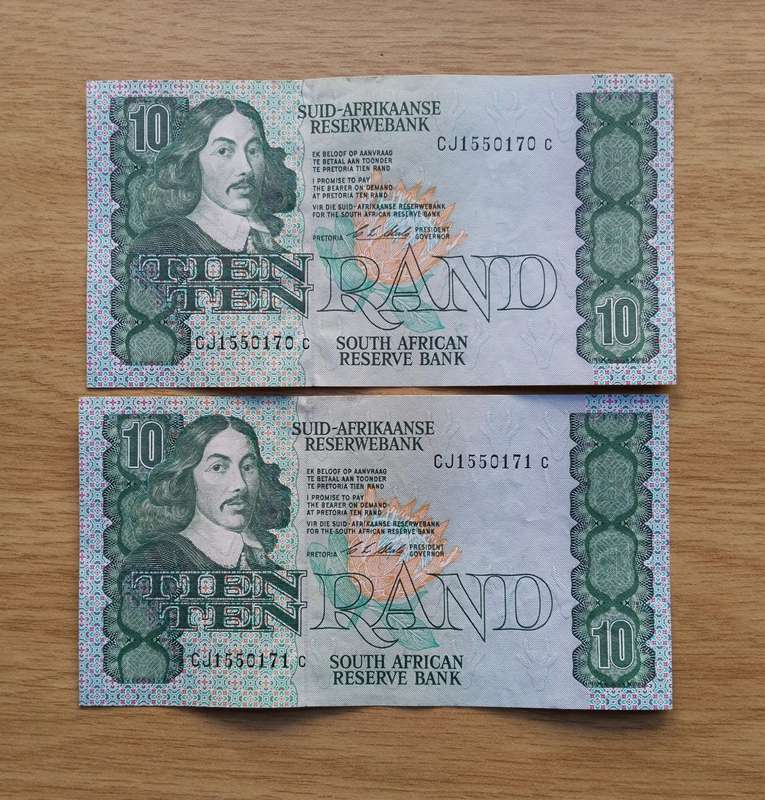 10
SUID-AFRIKAANSE
RESERWEBANK
CJ1550170 C
EK BELOOF OP AANVRAAG
TE BETAAL AAN TOONDER
TE PRETORIA TIEN RAND
I PROMISE TO PAY
THE BEARER ON DEMAND
AT PRETORIA TEN RAND
VIR DIE SUID-AFRIKAANSE RESERWEBANK
FOR THE SOUTH AFRICAN RESERVE BANK
PRETORIA
PRESIDENT
GOVERNOR
TIEN
TEN
RAND
10
CJ1550170 C
SOUTH AFRICAN
RESERVE BANK
10
SUID-AFRIKAANSE
RESERWEBANK
CJ1550171 C
EK BELOOF OP AANVRAAG
TE BETAAL AAN TOONDER
TE PRETORIA TIEN RAND
I PROMISE TO PAY
THE BEARER ON DEMAND
AT PRETORIA TEN RAND
VIR DIE SUID-AFRIKAANSE RESERWEBANK
FOR THE SOUTH AFRICAN RESERVE BANK
PRETORIA
PRESIDENT
GOVERNOR
TIEN
TEN
RAND
10
CJ1550171 C
SOUTH AFRICAN
RESERVE BANK